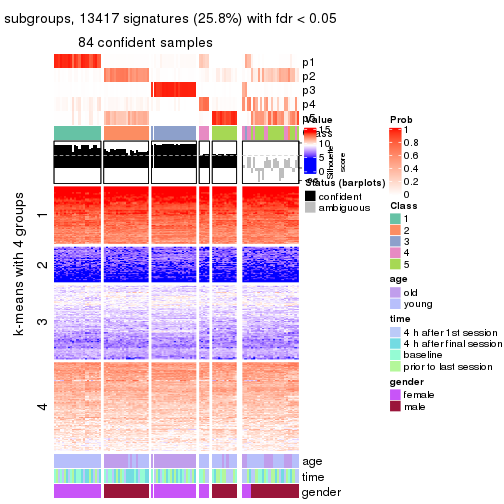 subgroups, 13417 signatures (25.8%) with fdr < 0.05
84 confident samples
p1
p2
p3
p4
p5
Class
Silhouette score
k-means with 4 groups
1
2
3
4
age
time
gender
Value
15
10
5
0
Status (barplots)
confident
ambiguous
Prob
1
0.8
0.6
0.4
0.2
0
Class
1
2
3
4
5
age
old
young
time
4 h after 1st session
4 h after final session
baseline
prior to last session
gender
female
male